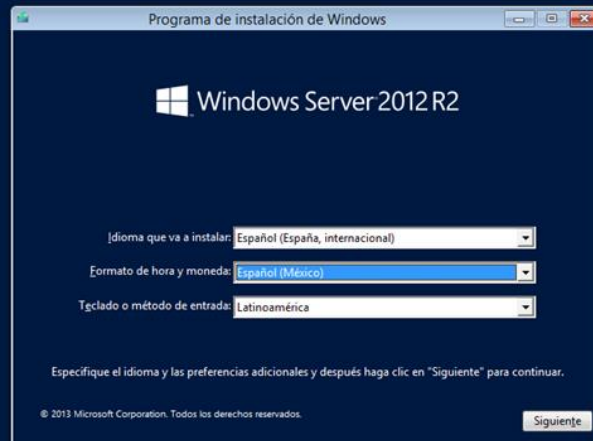 Programa de instalación de Windows
Windows Server 2012 R2
Idioma que va a instalar: Español (España, internacional)
Formato de hora y moneda: Español (México)
Teclado o método de entrada: Latinoamérica
Especifique el idioma y las preferencias adicionales y después haga clic en "Siguiente" para continuar.
© 2013 Microsoft Corporation. Todos los derechos reservados.
Siguiente